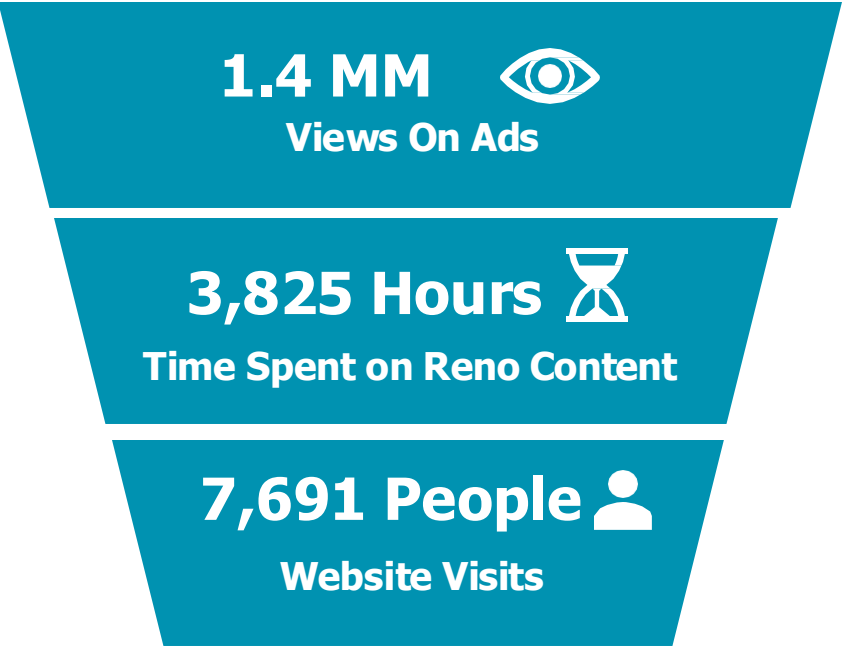 1.4 MM
Views On Ads
3,825 Hours
Time Spent on Reno Content
7,691 People
Website Visits